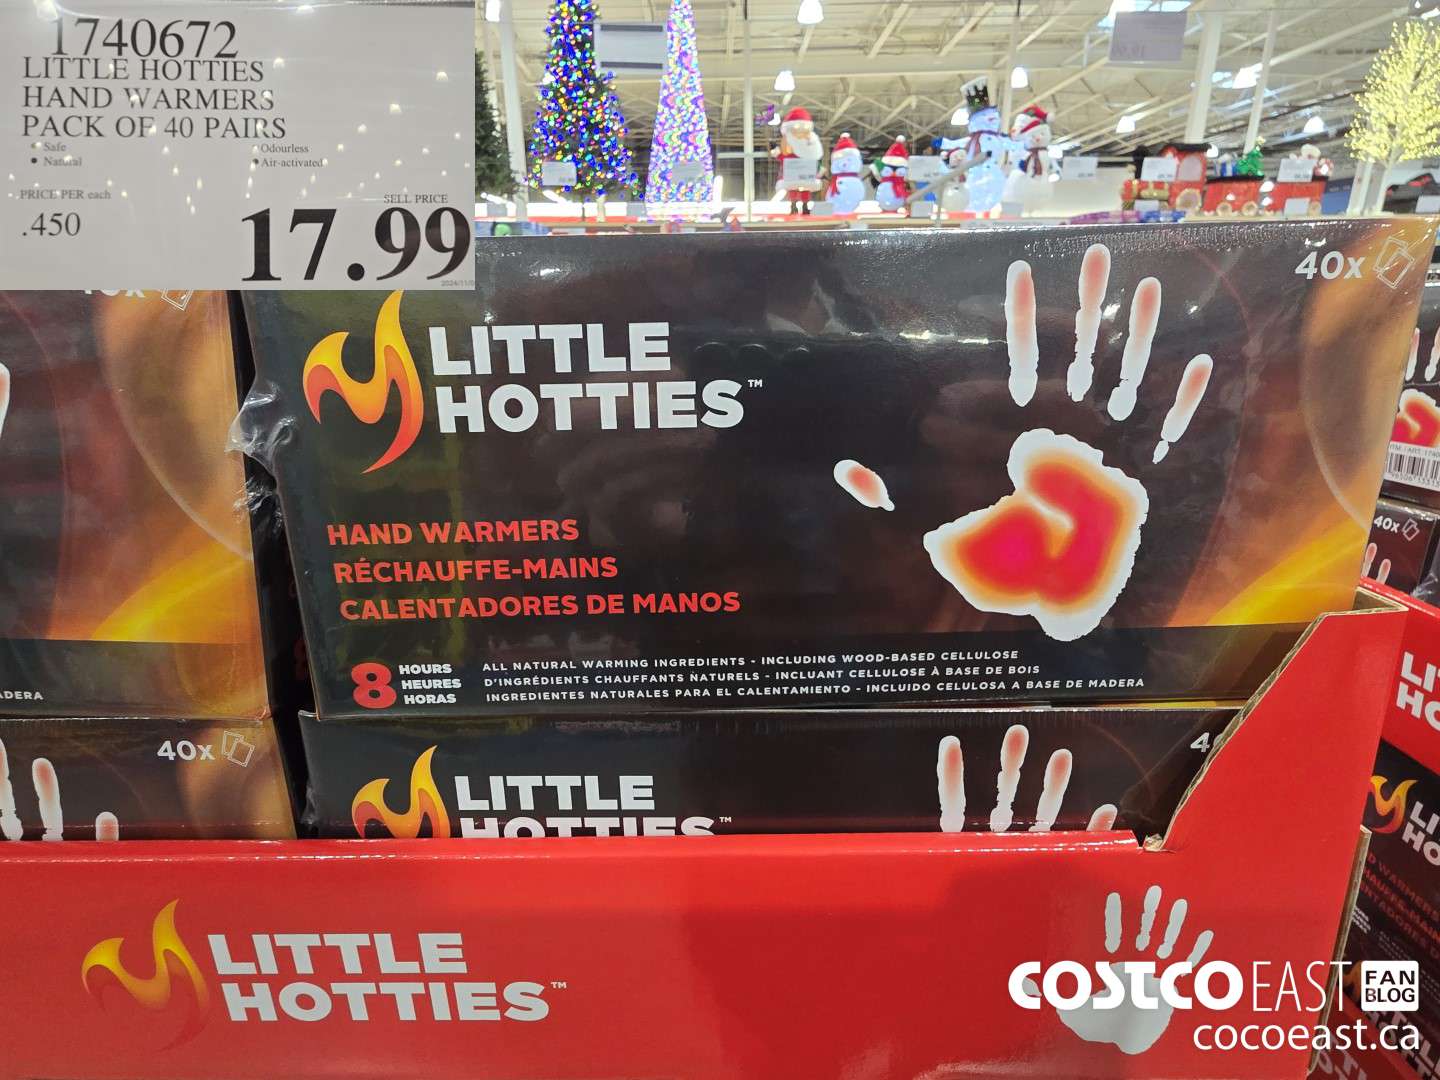 1740672
LITTLE HOTTIES
HAND WARMERS
PACK OF 40 PAIRS
• Safe
• Odourless
• Natural
• Air-activated
PRICE PER each
.450
SELL PRICE
17.99
40x
LITTLE
HOTTIES™
HAND WARMERS
RÉCHAUFFE-MAINS
CALENTADORES DE MANOS
8 HOURS
HEURES
HORAS
ALL NATURAL WARMING INGREDIENTS - INCLUDING WOOD-BASED CELLULOSE
D'INGRÉDIENTS CHAUFFANTS NATURELS - INCLUANT CELLULOSE À BASE DE BOIS
INGREDIENTES NATURALES PARA EL CALENTAMIENTO - INCLUIDO CELULOSA A BASE DE MADERA
40x
40x
LITTLE
HOTTIES™
LITTLE
HOTTIES™
COSTCO EAST FAN
BLOG
cocoeast.ca